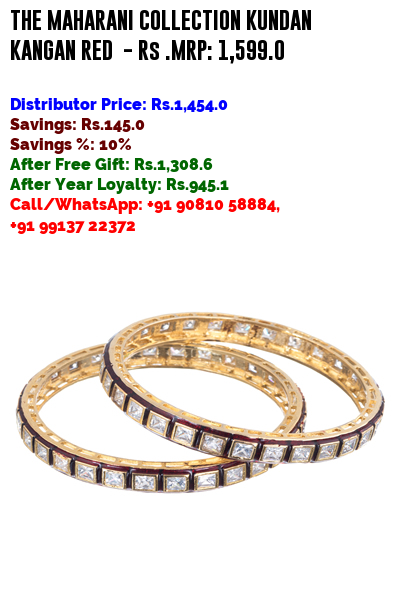 THE MAHARANI COLLECTION KUNDAN
KANGAN RED - Rs .MRP: 1,599.0
Distributor Price: Rs.1,454.0
Savings: Rs.145.0
Savings %: 10%
After Free Gift: Rs.1,308.6
After Year Loyalty: Rs.945.1
Call/WhatsApp: +91 90810 58884,
+91 99137 22372